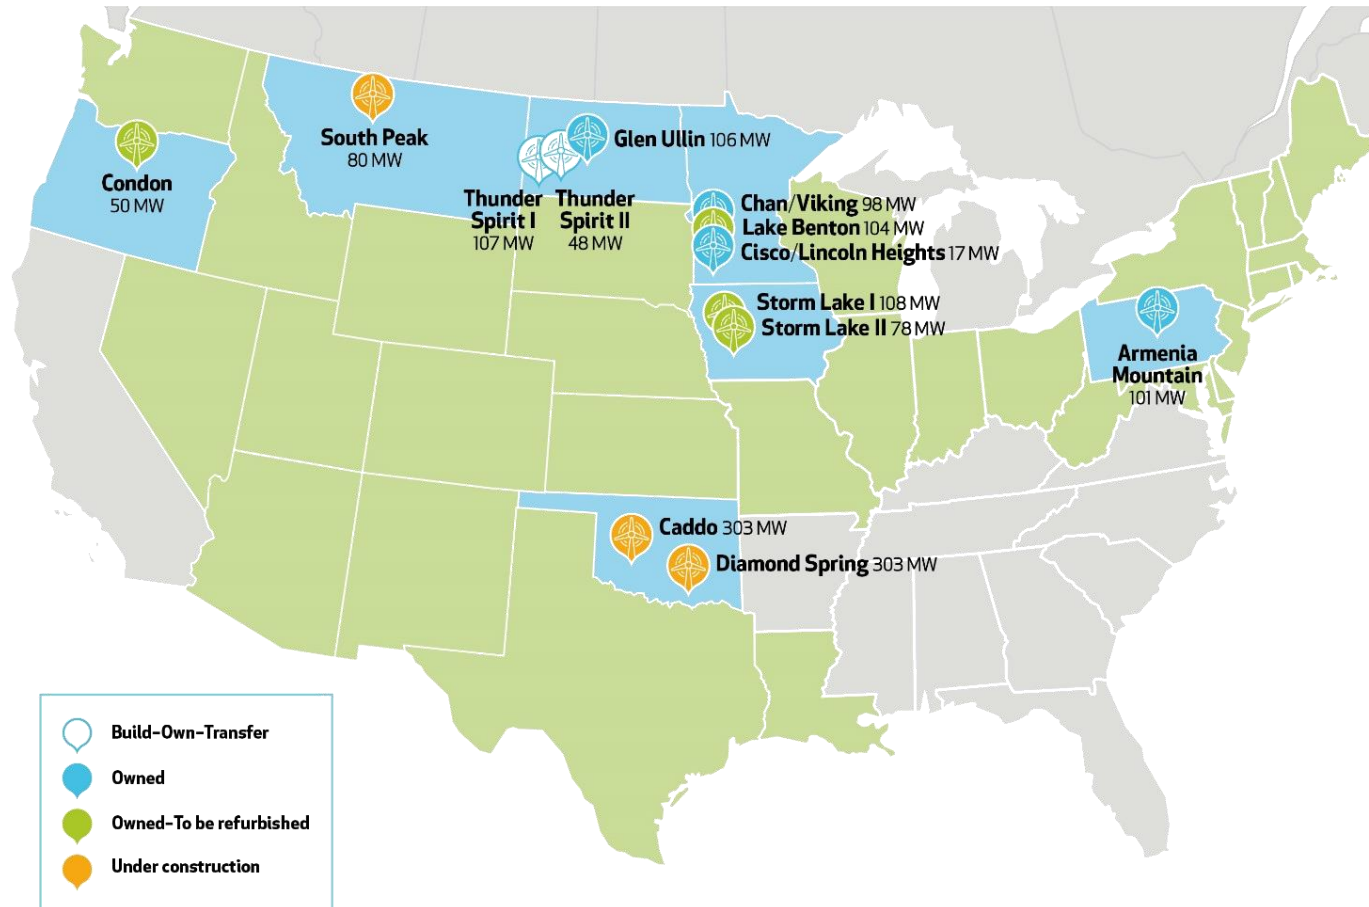 South Peak
80 MW
Condon
50 MW
Glen Ullin 106 MW
Thunder
Spirit I
107 MW
Thunder
Spirit II
48 MW
Chan/Viking 98 MW
Lake Benton 104 MW
Cisco/Lincoln Heights 17 MW
Storm Lake I 108 MW
Storm Lake II 78 MW
Armenia
Mountain
101 MW
Caddo 303 MW
Diamond Spring 303 MW
Build-Own-Transfer
Owned
Owned-To be refurbished
Under construction